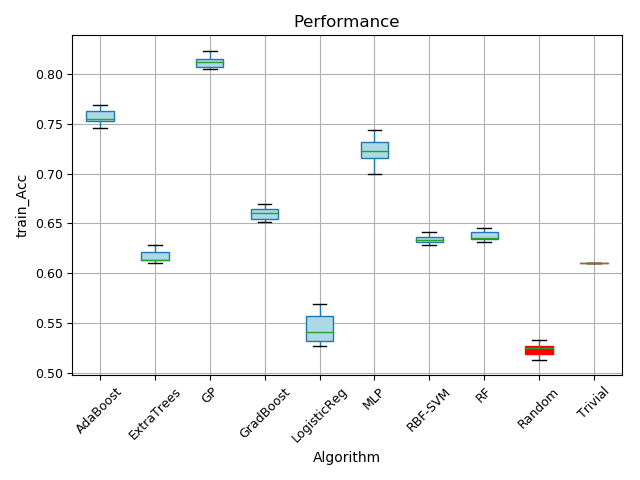 Performance
train_Acc
0.80
0.75
0.70
0.65
0.60
0.55
0.50
AdaBoost
ExtraTrees
GP
GradBoost
LogisticReg
MLP
RBF-SVM
RF
Random
Trivial
Algorithm